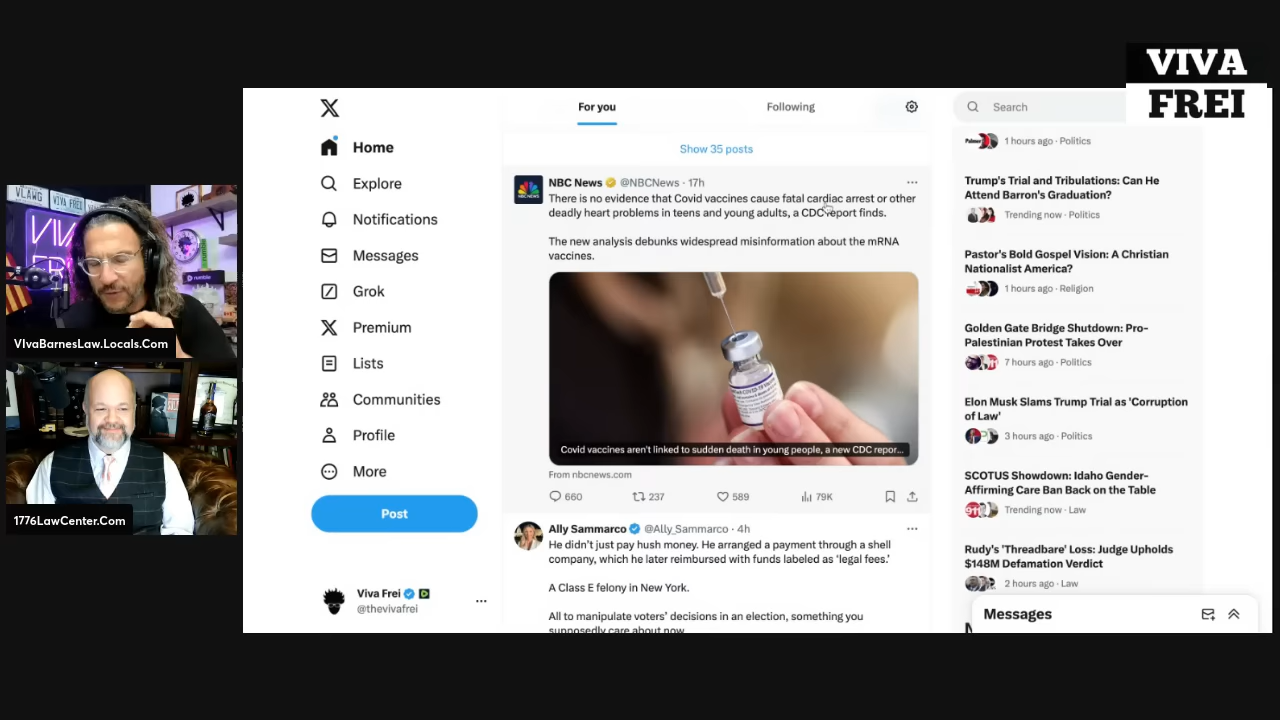 VIVA
FREI
For you
Following
Search
Home
Explore
Notifications
Messages
Grok
Premium
Lists
Communities
Profile
More
Post
Viva Frei
@thevivafrei
Show 35 posts
NBC News @NBCNews · 17h
There is no evidence that Covid vaccines cause fatal cardiac arrest or other
deadly heart problems in teens and young adults, a CDC report finds.
The new analysis debunks widespread misinformation about the mRNA
vaccines.
Covid vaccines aren't linked to sudden death in young people, a new CDC repor...
From nbcnews.com
660
237
589
79K
Ally Sammarco @Ally_Sammarco · 4h
He didn't just pay hush money. He arranged a payment through a shell
company, which he later reimbursed with funds labeled as 'legal fees.'
A Class E felony in New York.
All to manipulate voters' decisions in an election, something you
supposedly care about now.
1 hours ago · Politics
Trump's Trial and Tribulations: Can He
Attend Barron's Graduation?
Trending now · Politics
Pastor's Bold Gospel Vision: A Christian
Nationalist America?
1 hours ago · Religion
Golden Gate Bridge Shutdown: Pro-
Palestinian Protest Takes Over
7 hours ago · Politics
Elon Musk Slams Trump Trial as 'Corruption
of Law'
3 hours ago · Politics
SCOTUS Showdown: Idaho Gender-
Affirming Care Ban Back on the Table
Trending now · Law
Rudy's 'Threadbare' Loss: Judge Upholds
$148M Defamation Verdict
2 hours ago · Law
Messages
VLAWG
VIVA FREI
rumble
VIvaBarnesLaw.Locals.Com
1776LawCenter.Com